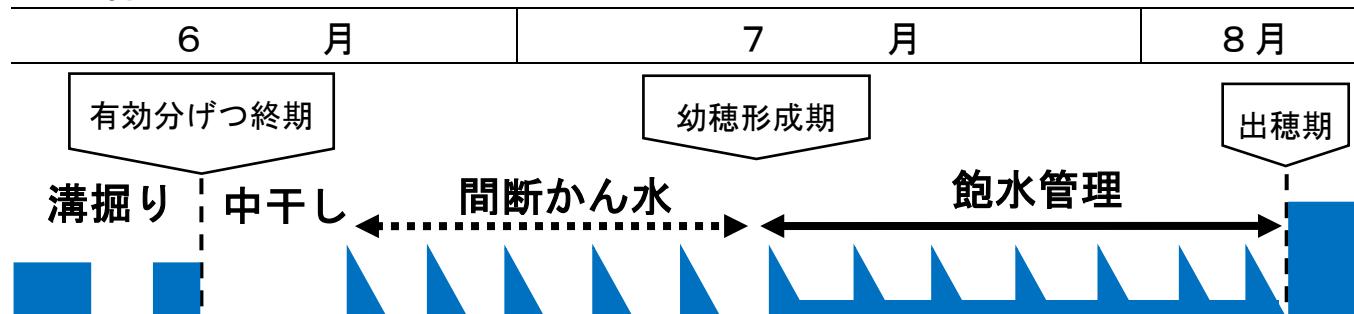 ６　　月
７　　月
８月
有効分げつ終期
幼穂形成期
出穂期
溝掘り
中干し
間断かん水
飽水管理